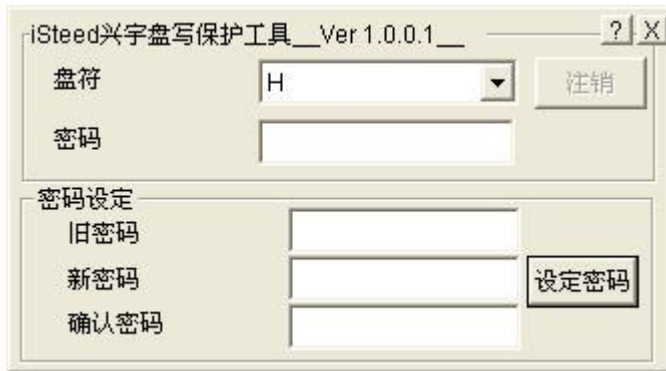 iSteed兴宇盘写保护工具__Ver 1.0.0.1__ ? X
盘符 H 注销
密码
密码设定
旧密码
新密码 设定密码
确认密码